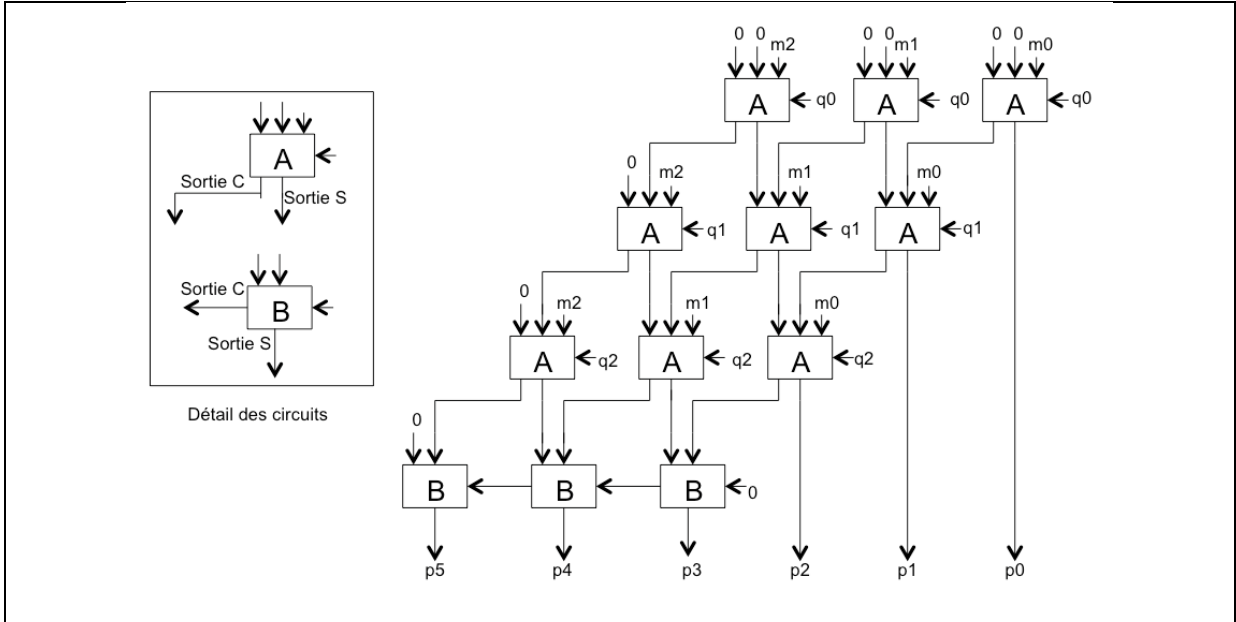 0 0 m2 0 0 m1 0 0 m0
A q0 A q0 A q0
0 m2 m1 m0
A q1 A q1 A q1
0 m2 m1 m0
A q2 A q2 A q2
0
B B B 0
p5 p4 p3 p2 p1 p0
A
Sortie C
Sortie S
Sortie C
B
Sortie S
Détail des circuits